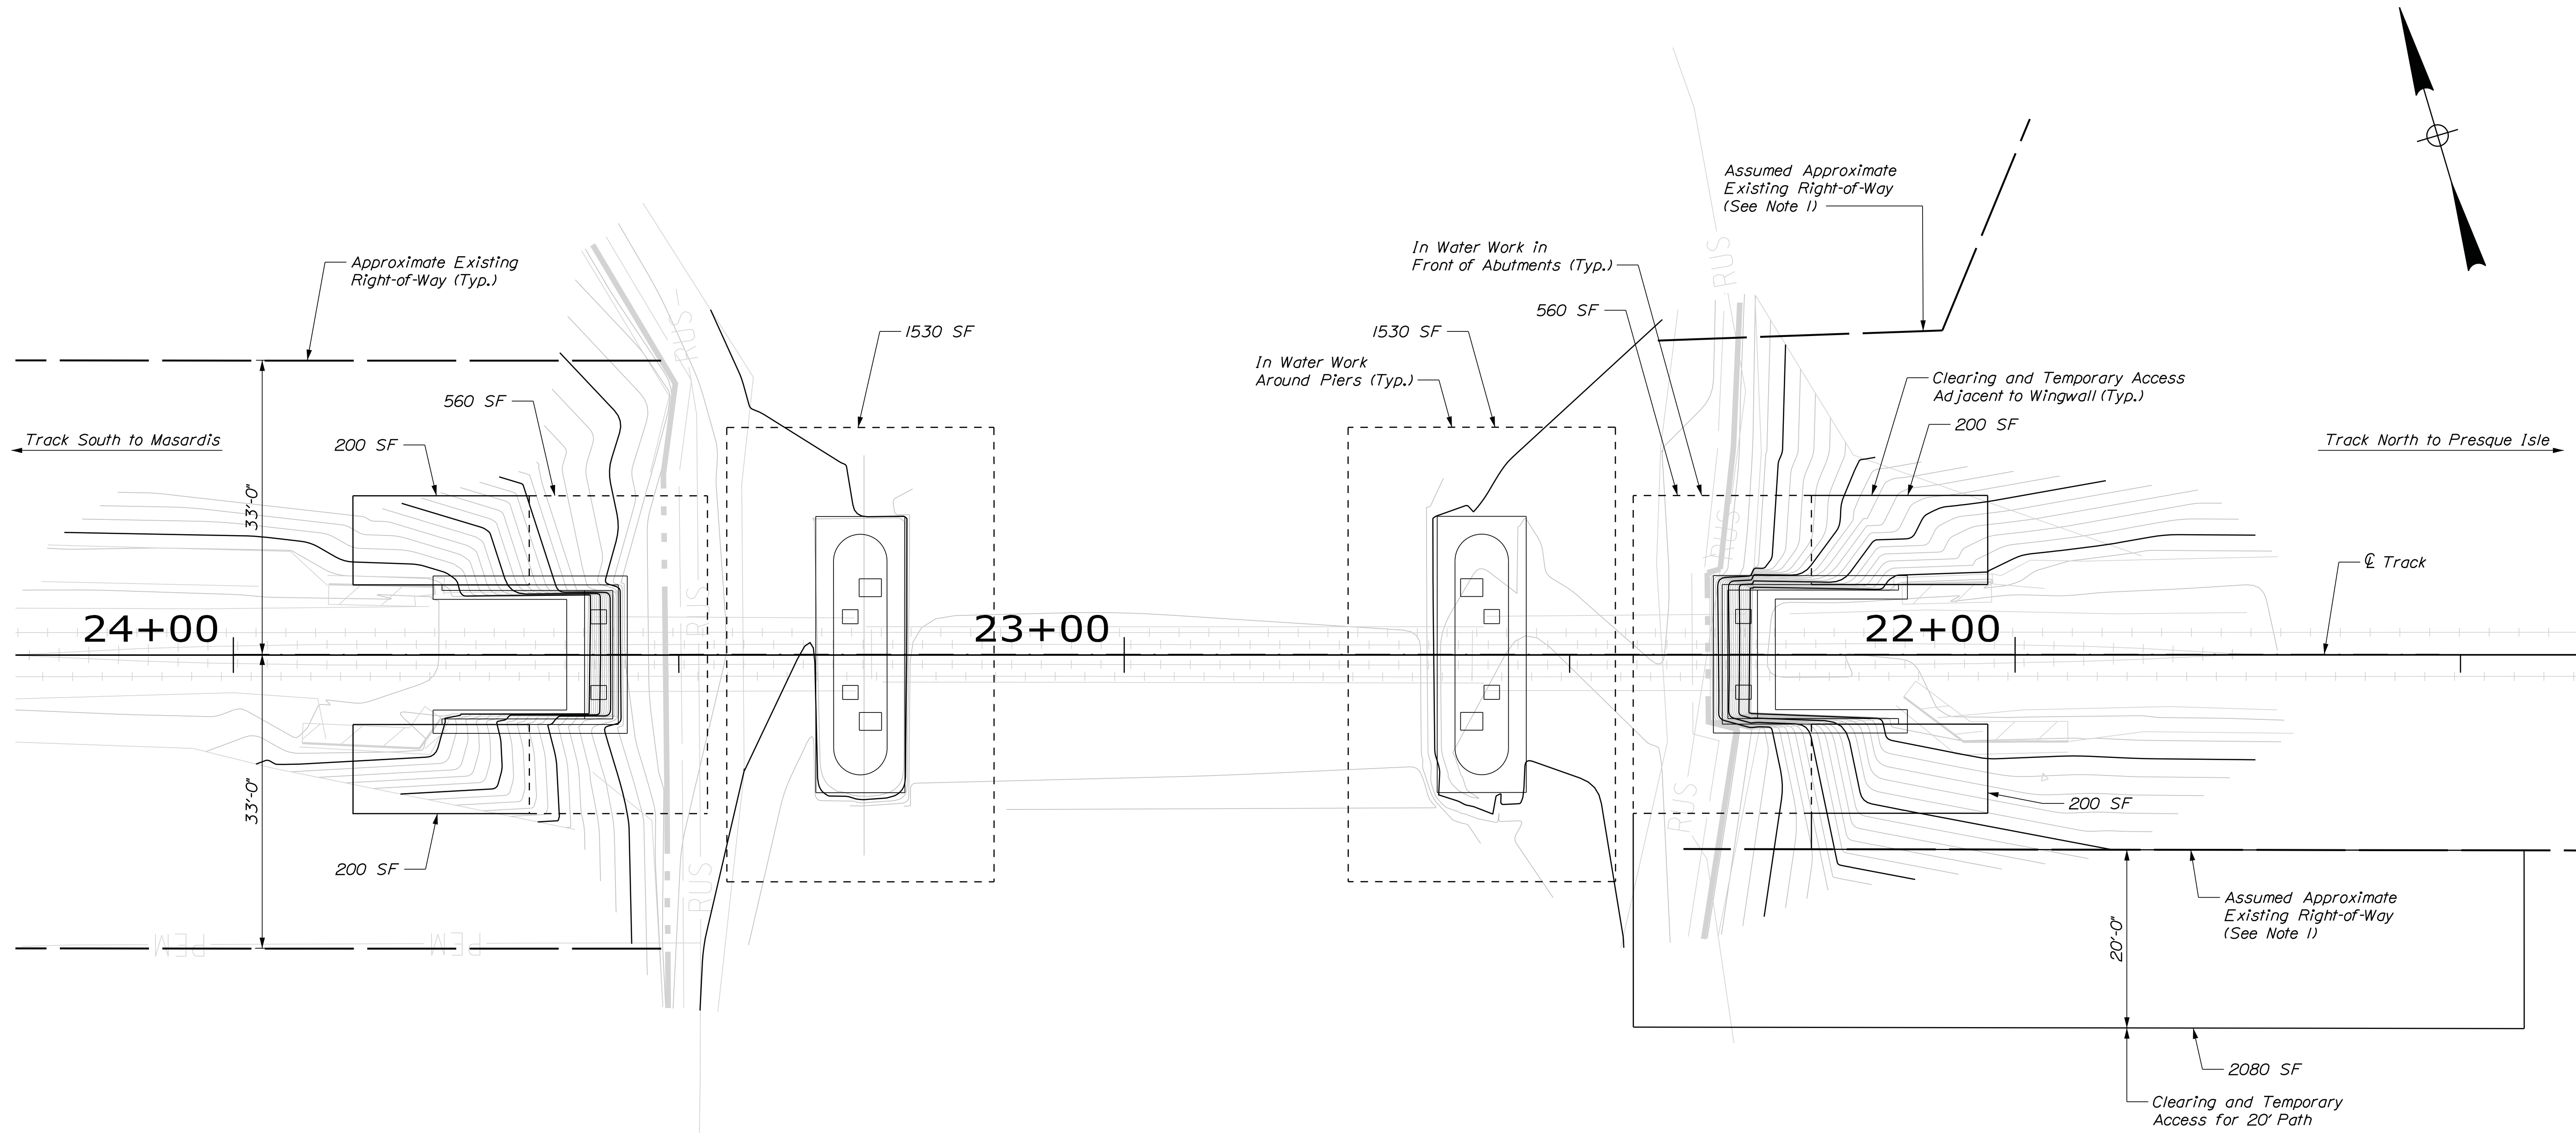 Assumed Approximate
Existing Right-of-Way
(See Note 1)
In Water Work in
Front of Abutments (Typ.)
Approximate Existing
Right-of-Way (Typ.)
560 SF
1530 SF
1530 SF
In Water Work
Around Piers (Typ.)
Clearing and Temporary Access
Adjacent to Wingwall (Typ.)
200 SF
560 SF
200 SF
Track South to Masardis
Track North to Presque Isle
33'-0"
33'-0"
℄ Track
24+00
23+00
22+00
200 SF
200 SF
20'-0"
Assumed Approximate
Existing Right-of-Way
(See Note 1)
2080 SF
Clearing and Temporary
Access for 20' Path
RUS
RUS
RUS
RUS
RUS
RUS
PEM
PEM